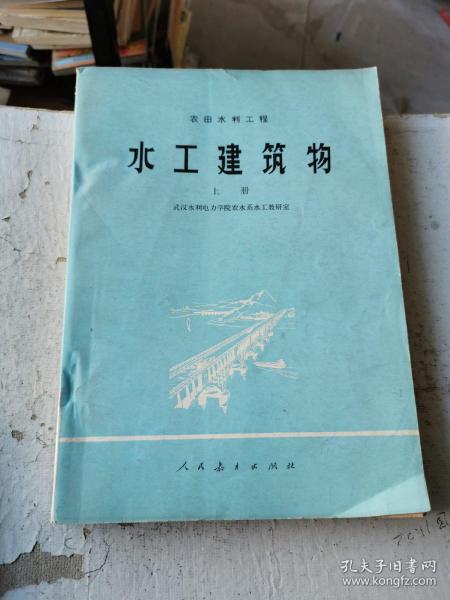 农田水利工程
水工建筑物
上册
武汉水利电力学院农水系水工教研室
人民教育出版社
孔夫子旧书网
www.kongfz.com